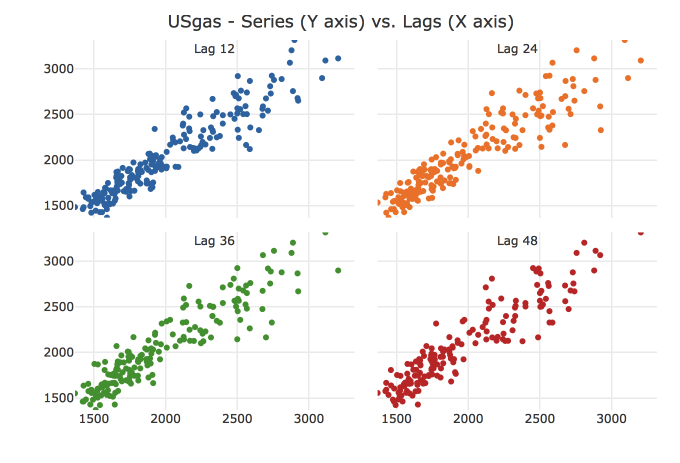 USgas - Series (Y axis) vs. Lags (X axis)
Lag 12
Lag 24
3000
2500
2000
1500
Lag 36
Lag 48
3000
2500
2000
1500
1500 2000 2500 3000 1500 2000 2500 3000